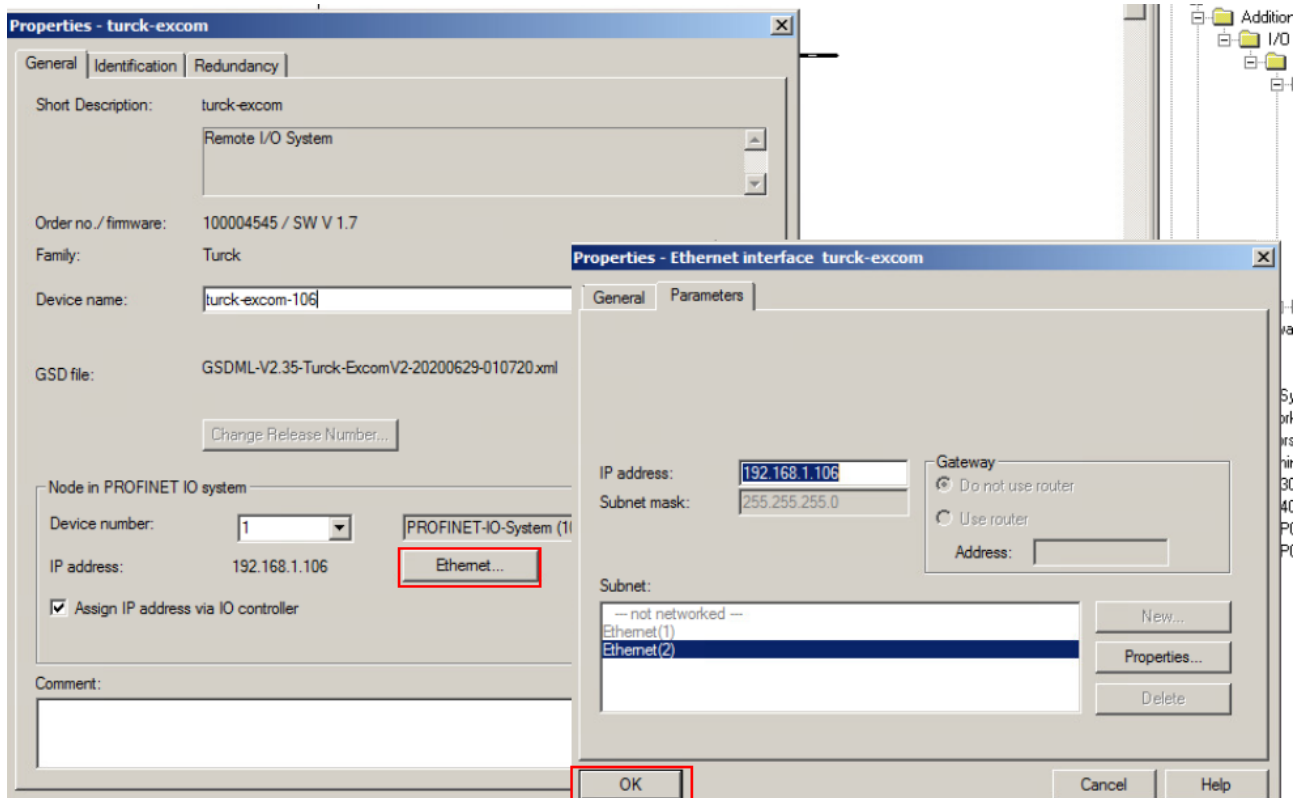 Properties - turck-excom
General Identification Redundancy
Short Description: turck-excom
Remote I/O System
Order no./ firmware: 100004545 / SW V 1.7
Family: Turck
Device name: turck-excom-106
GSD file: GSDML-V2.35-Turck-ExcomV2-20200629-010720.xml
Change Release Number...
Node in PROFINET IO system
Device number: 1 PROFINET-IO-System
IP address: 192.168.1.106 Ethernet...
Assign IP address via IO controller
Comment:
Properties - Ethernet interface turck-excom
General Parameters
IP address: 192.168.1.106
Subnet mask: 255.255.255.0
Gateway
Do not use router
Use router
Address:
Subnet:
--- not networked ---
Ethernet(1)
Ethernet(2)
New...
Properties...
Delete
OK Cancel Help
Addition
I/O